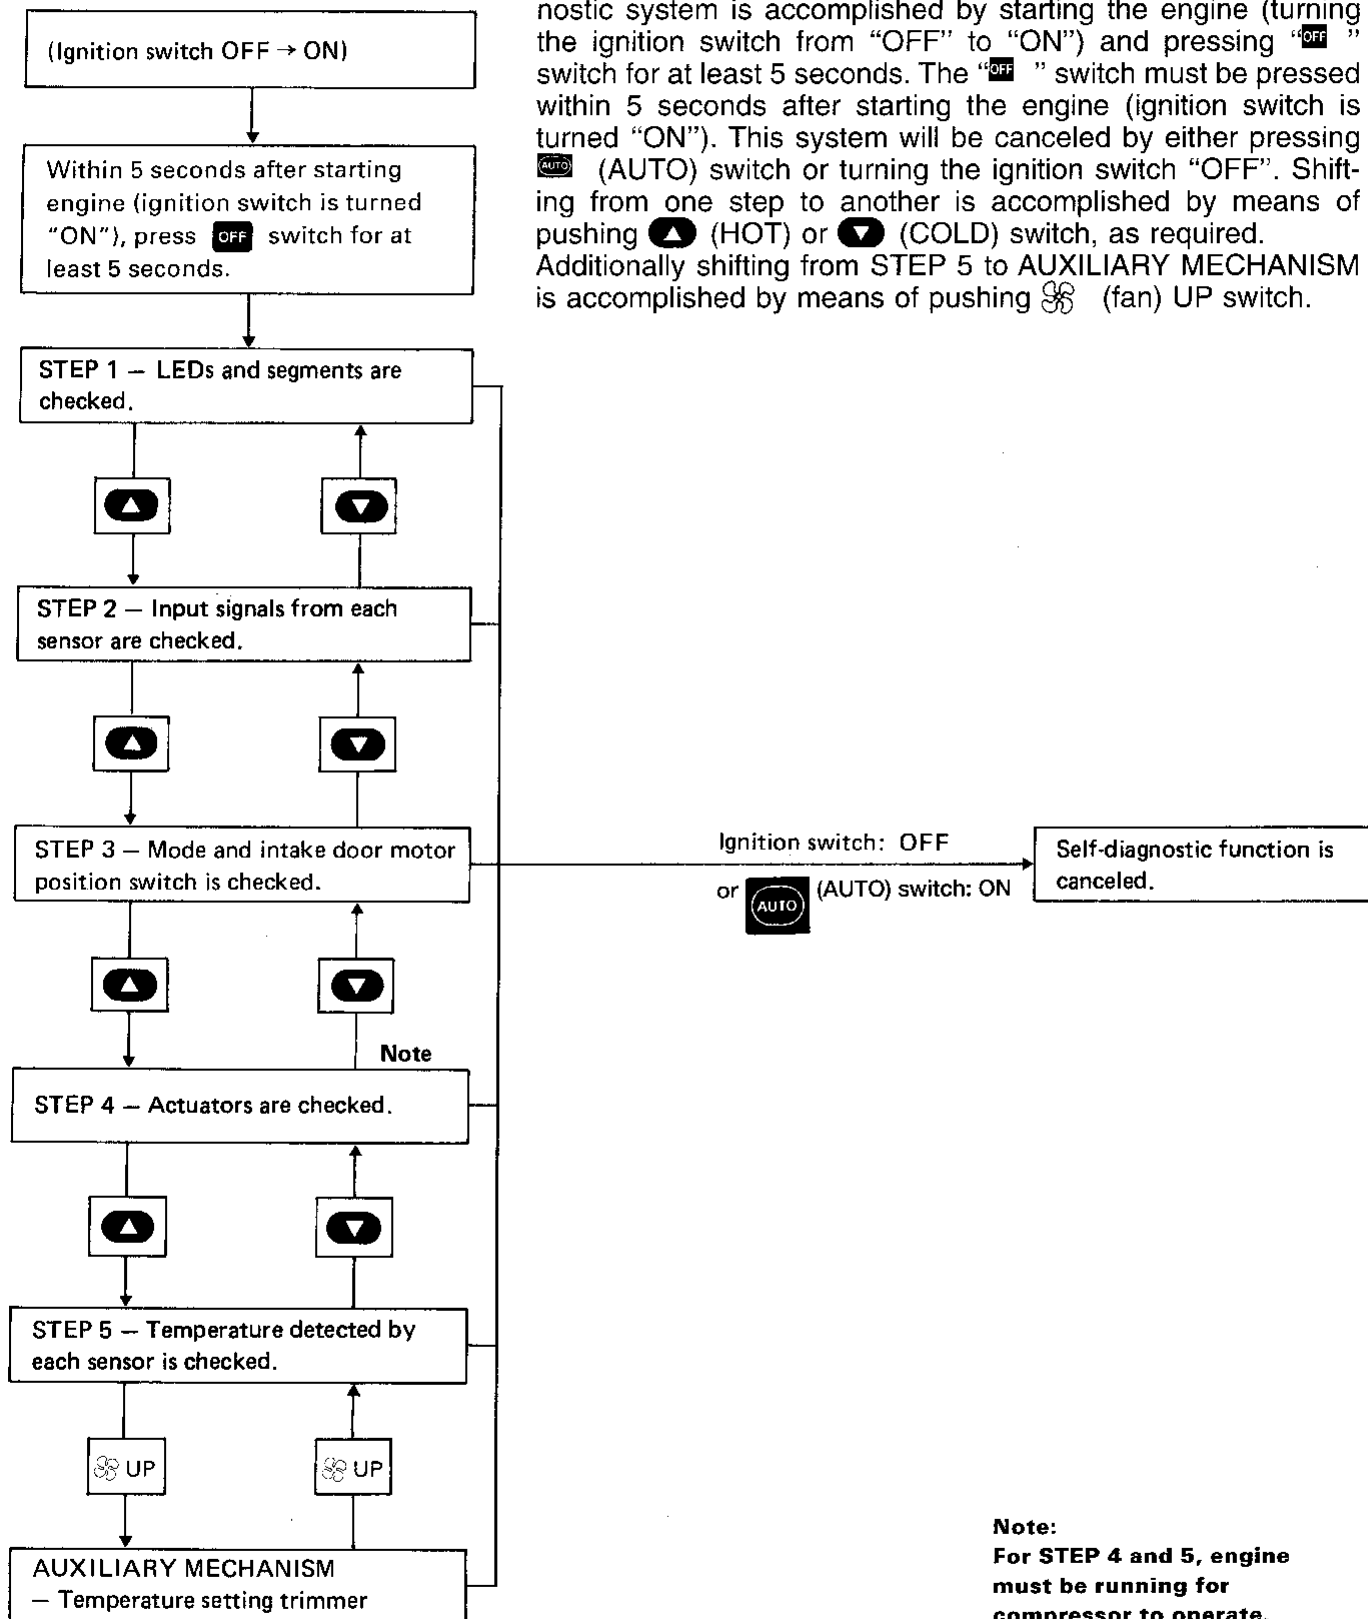 (Ignition switch OFF → ON)
Within 5 seconds after starting
engine (ignition switch is turned
"ON"), press OFF switch for at
least 5 seconds.
nostic system is accomplished by starting the engine (turning
the ignition switch from “OFF” to “ON”) and pressing “OFF ”
switch for at least 5 seconds. The “OFF ” switch must be pressed
within 5 seconds after starting the engine (ignition switch is
turned “ON”). This system will be canceled by either pressing
AUTO (AUTO) switch or turning the ignition switch “OFF”. Shift-
ing from one step to another is accomplished by means of
pushing (HOT) or (COLD) switch, as required.
Additionally shifting from STEP 5 to AUXILIARY MECHANISM
is accomplished by means of pushing (fan) UP switch.
STEP 1 — LEDs and segments are
checked.
STEP 2 — Input signals from each
sensor are checked.
STEP 3 — Mode and intake door motor
position switch is checked.
Ignition switch: OFF
or AUTO (AUTO) switch: ON
Self-diagnostic function is
canceled.
Note
STEP 4 — Actuators are checked.
STEP 5 — Temperature detected by
each sensor is checked.
UP UP
AUXILIARY MECHANISM
— Temperature setting trimmer
Note:
For STEP 4 and 5, engine
must be running for
compressor to operate.